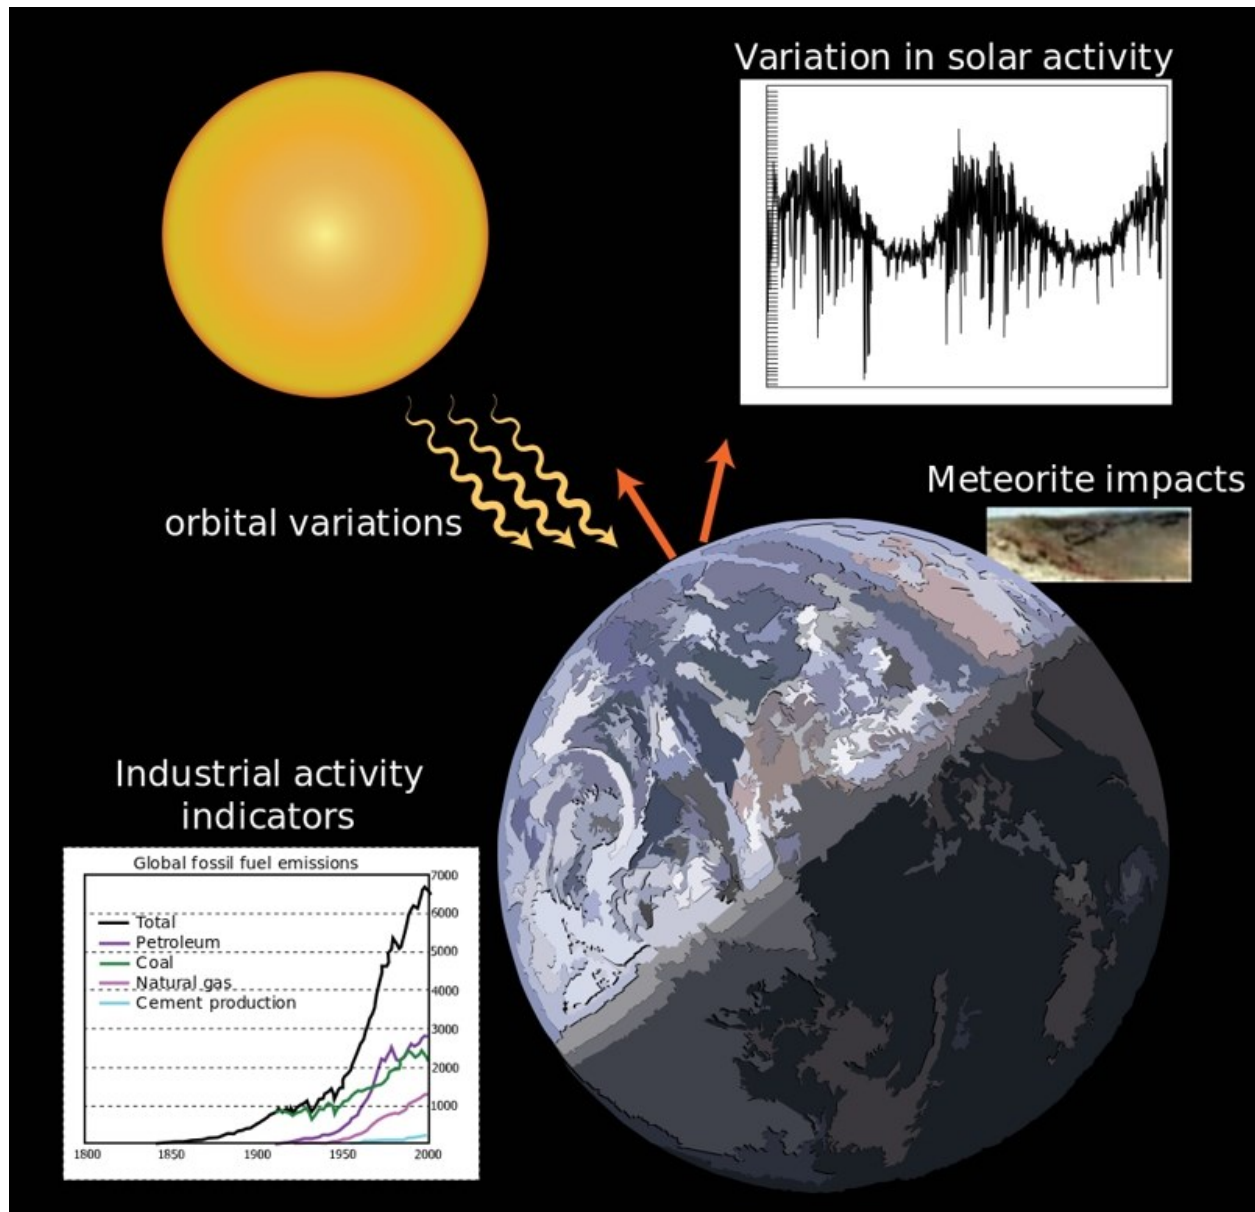 Variation in solar activity
orbital variations
Meteorite impacts
Industrial activity
indicators
Global fossil fuel emissions
Total
Petroleum
Coal
Natural gas
Cement production
7000
6000
5000
4000
3000
2000
1000
1800 1850 1900 1950 2000